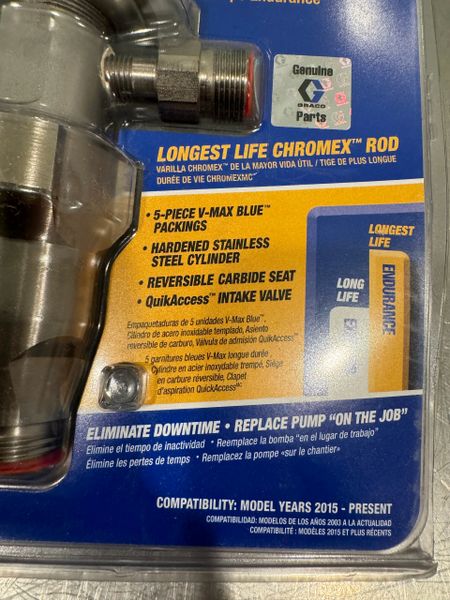 Endurance
Genuine
GRACO
Parts
LONGEST LIFE CHROMEX™ ROD
VARILLA CHROMEX™ DE LA MAYOR VIDA ÚTIL / TIGE DE PLUS LONGUE
DURÉE DE VIE CHROMEXMC
• 5-PIECE V-MAX BLUE™
PACKINGS
• HARDENED STAINLESS
STEEL CYLINDER
• REVERSIBLE CARBIDE SEAT
• QuikAccess™ INTAKE VALVE
LONGEST
LIFE
LONG
LIFE
ENDURANCE
Empaquetaduras de 5 unidades V-Max Blue™,
Cilindro de acero inoxidable templado, Asiento
reversible de carburo, Válvula de admisión QuikAccess™
5 garnitures bleues V-Max longue durée,
Cylindre en acier inoxydable trempé, Siège
en carbure réversible, Clapet
d'aspiration QuickAccessMC
ELIMINATE DOWNTIME • REPLACE PUMP "ON THE JOB"
Elimine el tiempo de inactividad • Reemplace la bomba "en el lugar de trabajo"
Élimine les pertes de temps • Remplacez la pompe «sur le chantier»
COMPATIBILITY: MODEL YEARS 2015 - PRESENT
COMPATIBILIDAD: MODELOS DE LOS AÑOS 2003 A LA ACTUALIDAD
COMPATIBILITÉ : MODÈLES 2015 ET PLUS RÉCENTS